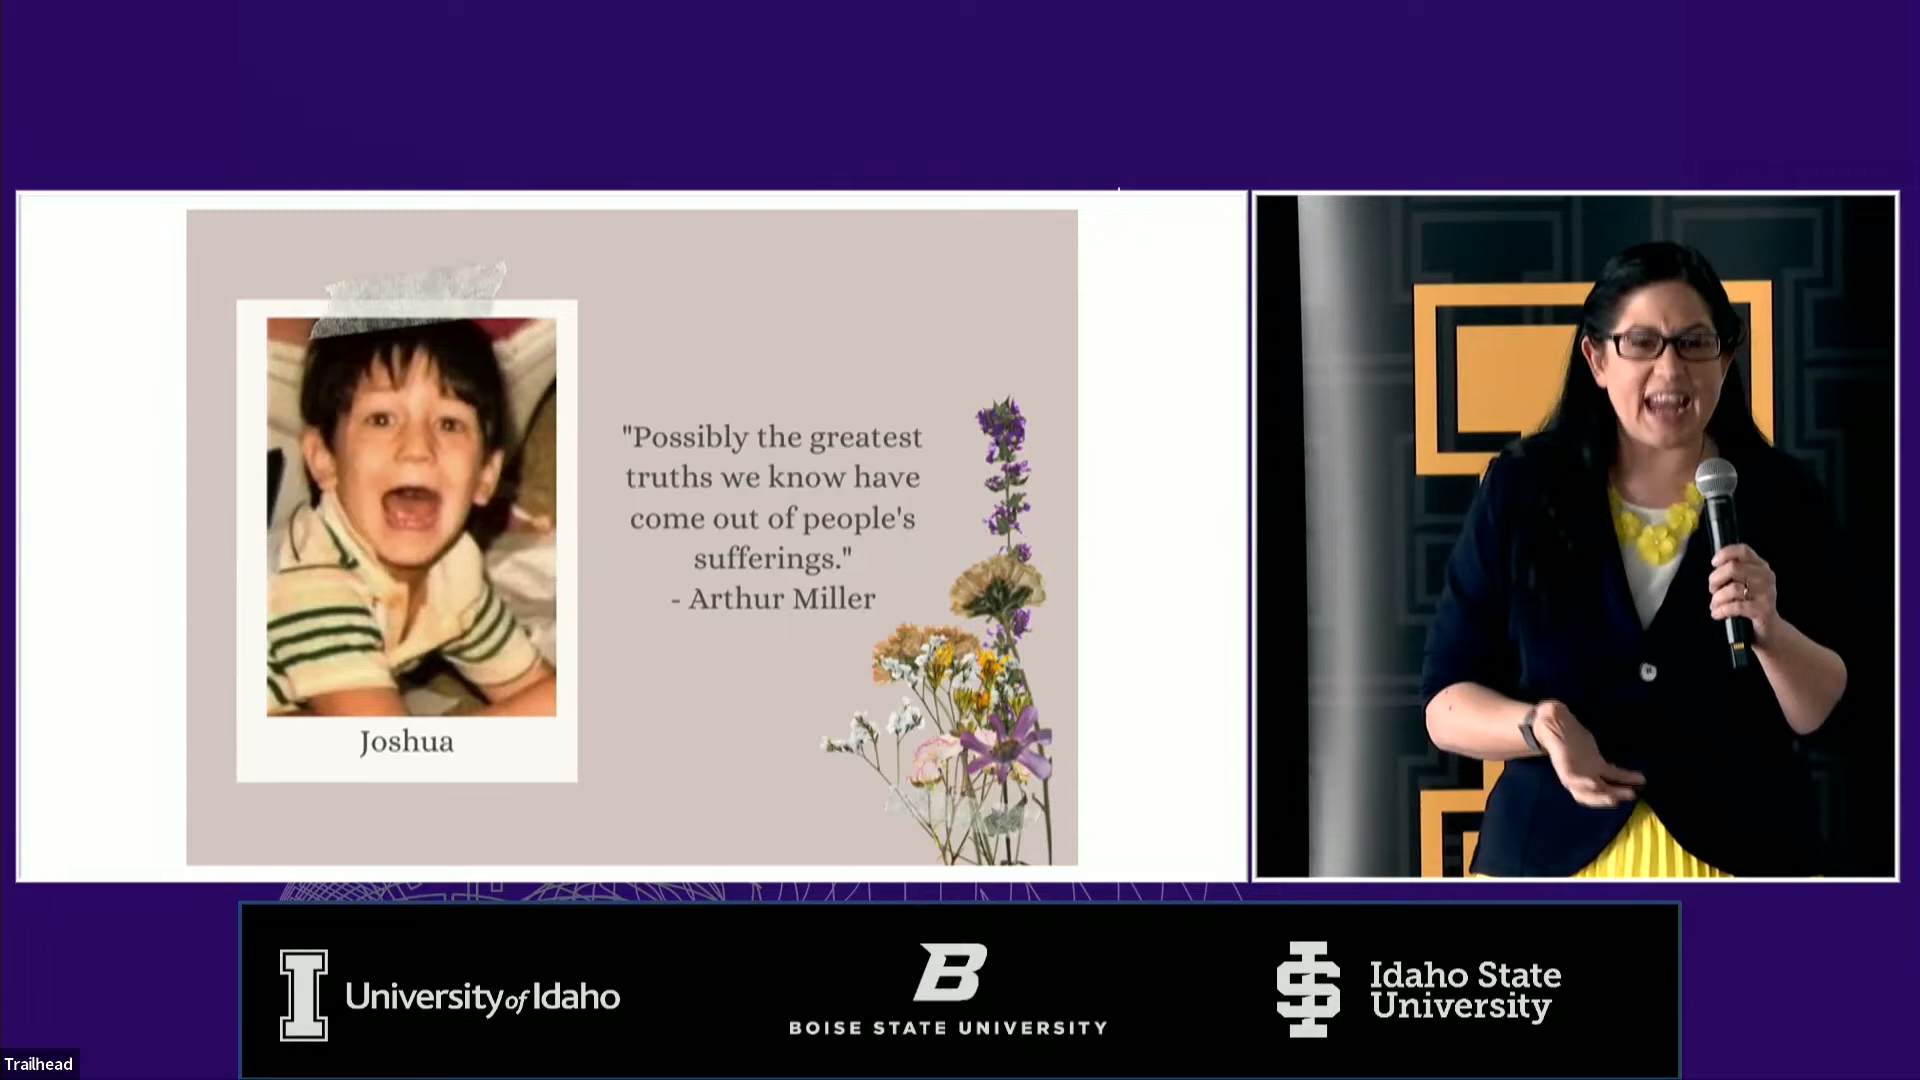 "Possibly the greatest
truths we know have
come out of people's
sufferings."
- Arthur Miller
Joshua
I University of Idaho
B
BOISE STATE UNIVERSITY
Idaho State
University
Trailhead